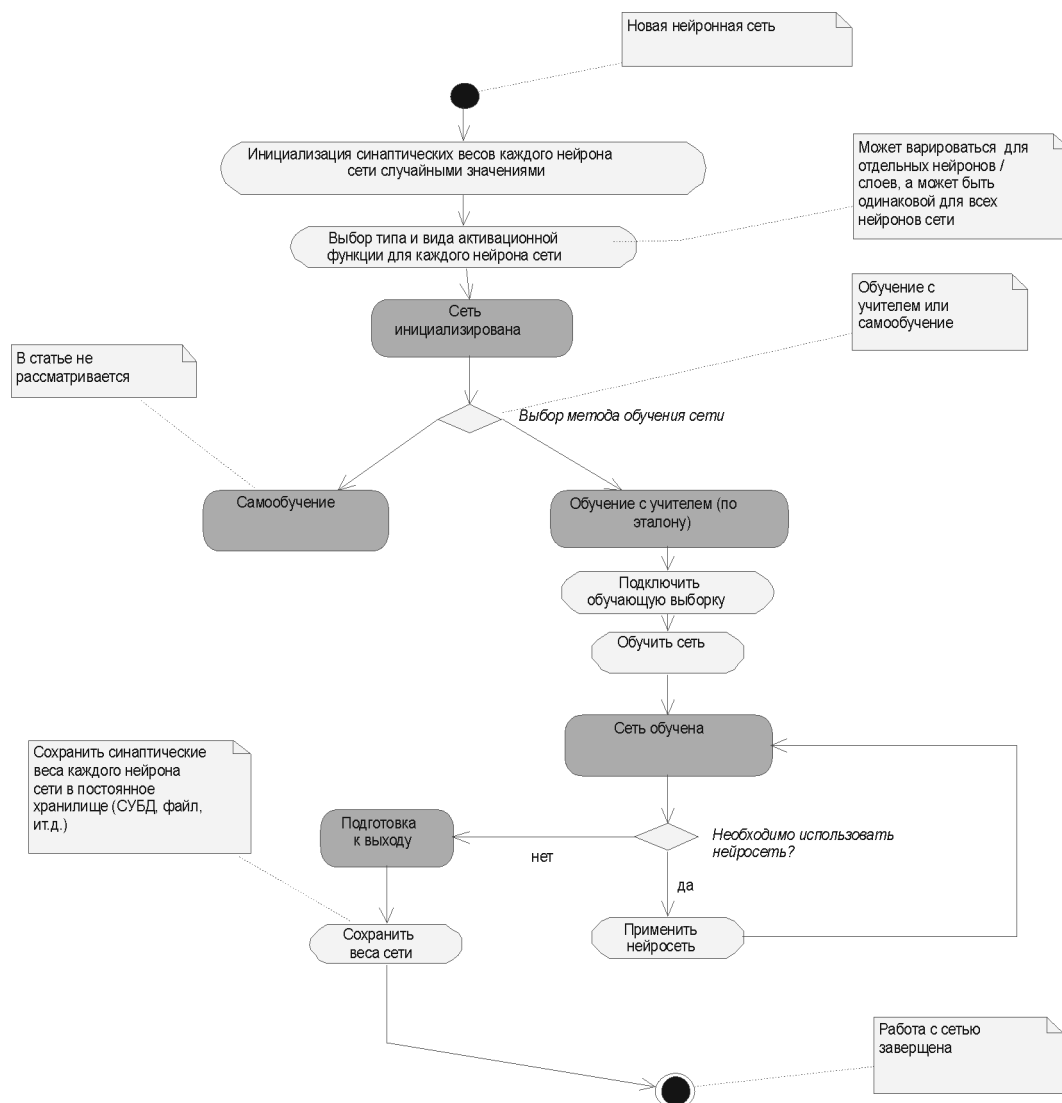 Новая нейронная сеть
Инициализация синаптических весов каждого нейрона
сети случайными значениями
Может варироваться для
отдельных нейронов /
слоев, а может быть
одинаковой для всех
нейронов сети
Выбор типа и вида активационной
функции для каждого нейрона сети
Сеть
инициализирована
Обучение с
учителем или
самообучение
В статье не
рассматривается
Выбор метода обучения сети
Самообучение
Обучение с учителем (по
эталону)
Подключить
обучающую выборку
Обучить сеть
Сеть обучена
Сохранить синаптические
веса каждого нейрона
сети в постоянное
хранилище (СУБД, файл,
ит.д.)
Подготовка
к выходу
Необходимо использовать
нейросеть?
нет
да
Применить
нейросеть
Сохранить
веса сети
Работа с сетью
заверщена